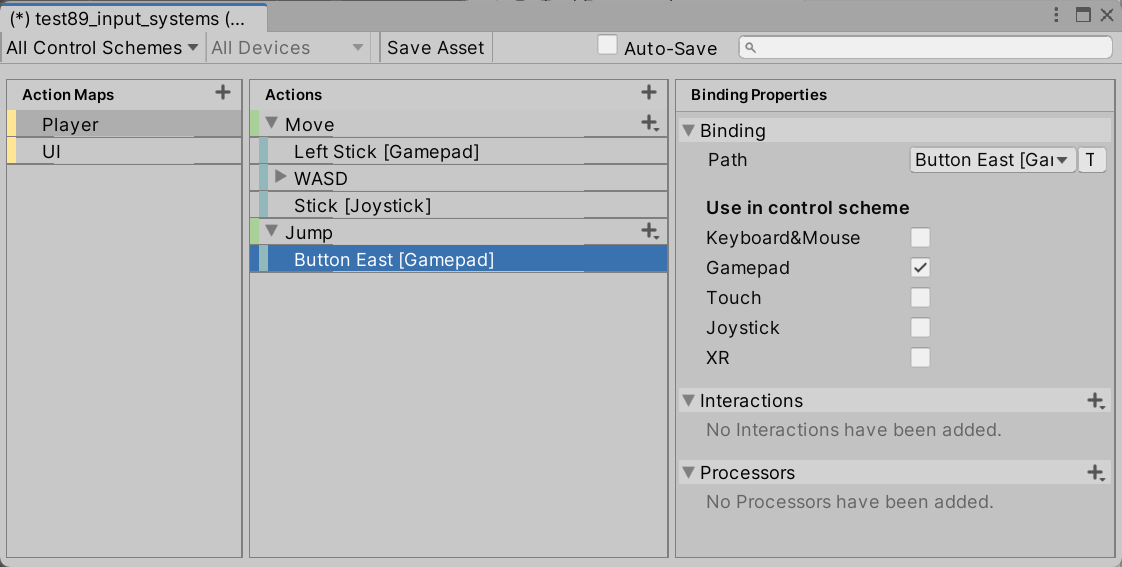 (*) test89_input_systems (...
All Control Schemes All Devices Save Asset Auto-Save
Action Maps
Player
UI
Actions
Move
Left Stick [Gamepad]
WASD
Stick [Joystick]
Jump
Button East [Gamepad]
Binding Properties
Binding
Path Button East [Gar T
Use in control scheme
Keyboard&Mouse
Gamepad
Touch
Joystick
XR
Interactions
No Interactions have been added.
Processors
No Processors have been added.